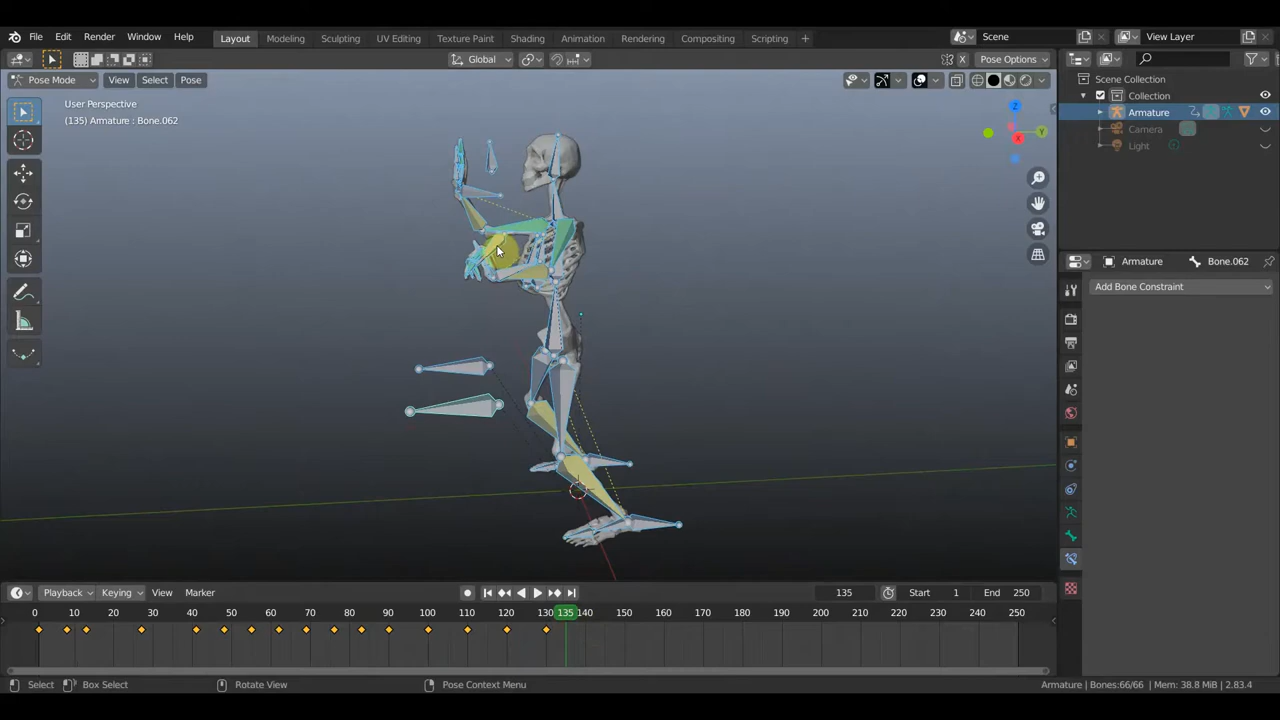 File Edit Render Window Help Layout Modeling Sculpting UV Editing Texture Paint Shading Animation Rendering Compositing Scripting + Scene View Layer
Global X Pose Options
Pose Mode View Select Pose
User Perspective
(135) Armature : Bone.062
Scene Collection
Collection
Armature
Camera
Light
X Y Z
Armature Bone.062
Add Bone Constraint
Playback Keying View Marker 135 Start 1 End 250
0 10 20 30 40 50 60 70 80 90 100 110 120 130 135 140 150 160 170 180 190 200 210 220 230 240 250
Select Box Select Rotate View Pose Context Menu Armature | Bones:66/66 | Mem: 38.8 MiB | 2.83.4